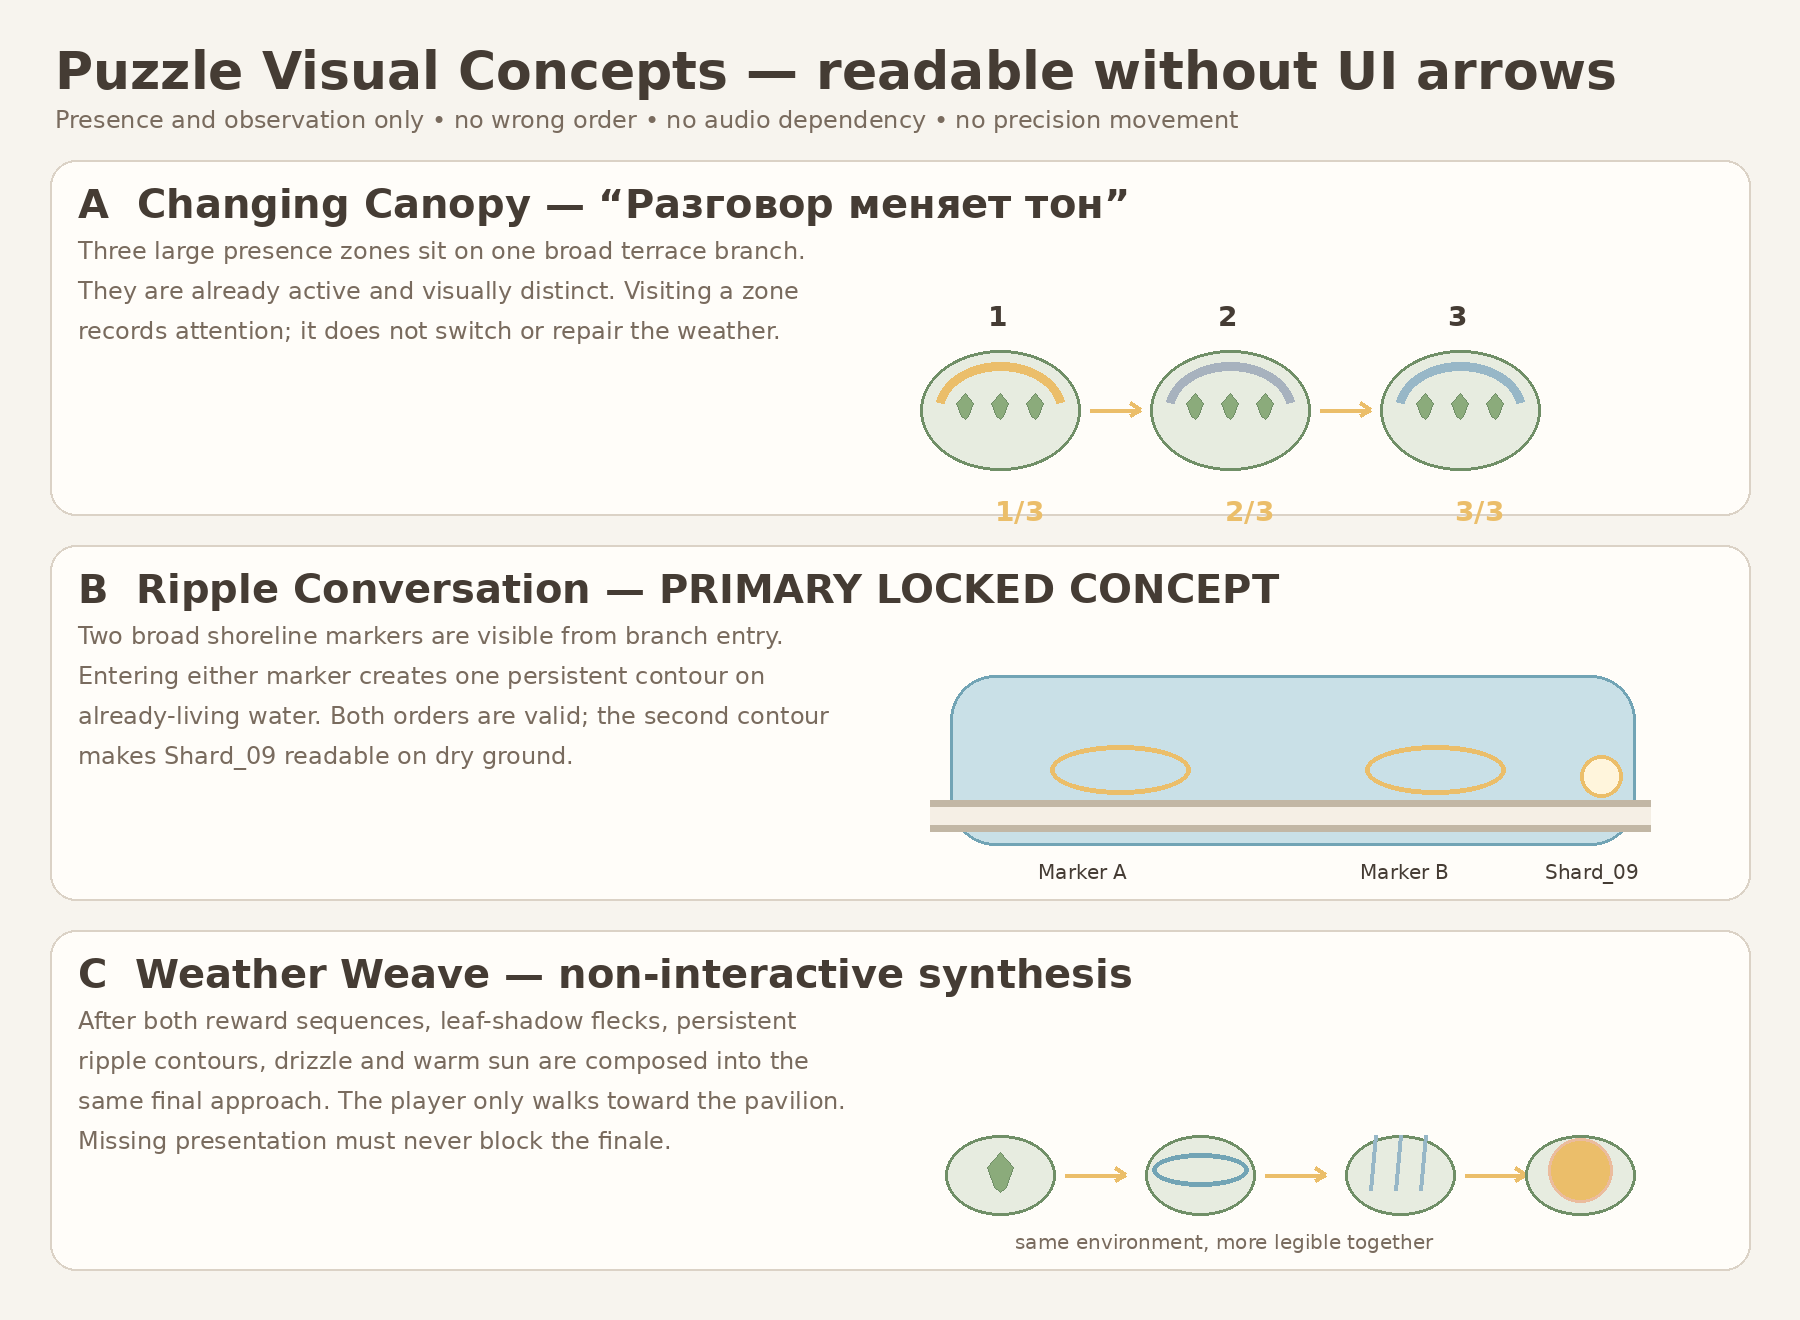 Puzzle Visual Concepts — readable without UI arrows
Presence and observation only • no wrong order • no audio dependency • no precision movement
A Changing Canopy — “Разговор меняет тон”
Three large presence zones sit on one broad terrace branch.
They are already active and visually distinct. Visiting a zone
records attention; it does not switch or repair the weather.
1 2 3
1/3 2/3 3/3
B Ripple Conversation — PRIMARY LOCKED CONCEPT
Two broad shoreline markers are visible from branch entry.
Entering either marker creates one persistent contour on
already-living water. Both orders are valid; the second contour
makes Shard_09 readable on dry ground.
Marker A Marker B Shard_09
C Weather Weave — non-interactive synthesis
After both reward sequences, leaf-shadow flecks, persistent
ripple contours, drizzle and warm sun are composed into the
same final approach. The player only walks toward the pavilion.
Missing presentation must never block the finale.
same environment, more legible together